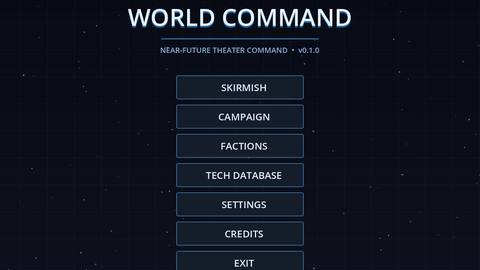 WORLD COMMAND
NEAR-FUTURE THEATER COMMAND • v0.1.0
SKIRMISH
CAMPAIGN
FACTIONS
TECH DATABASE
SETTINGS
CREDITS
EXIT